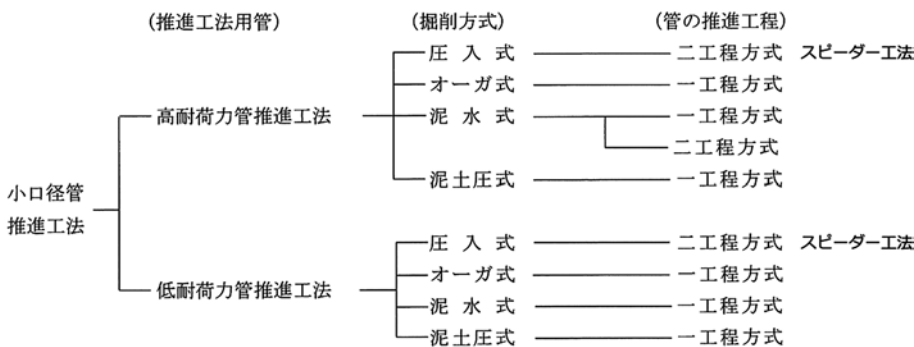 (推進工法用管) (掘削方式) (管の推進工程)
圧入式 二工程方式 スピーダー工法
オーガ式 一工程方式
高耐荷力管推進工法 泥水式 一工程方式
二工程方式
泥土圧式 一工程方式
小口径管
推進工法
圧入式 二工程方式 スピーダー工法
オーガ式 一工程方式
低耐荷力管推進工法 泥水式 一工程方式
泥土圧式 一工程方式